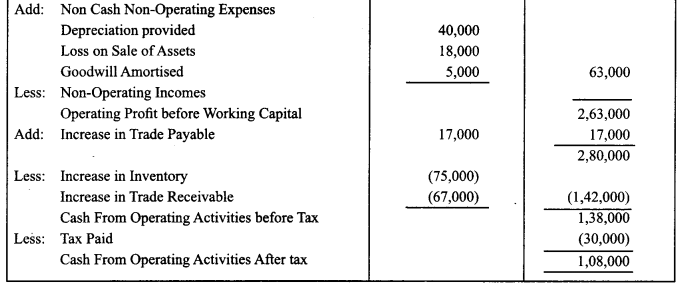 Add: Non Cash Non-Operating Expenses
Depreciation provided 40,000
Loss on Sale of Assets 18,000
Goodwill Amortised 5,000 63,000
Less: Non-Operating Incomes
Operating Profit before Working Capital 2,63,000
Add: Increase in Trade Payable 17,000 17,000
2,80,000
Less: Increase in Inventory (75,000)
Increase in Trade Receivable (67,000) (1,42,000)
Cash From Operating Activities before Tax 1,38,000
Less: Tax Paid (30,000)
Cash From Operating Activities After tax 1,08,000